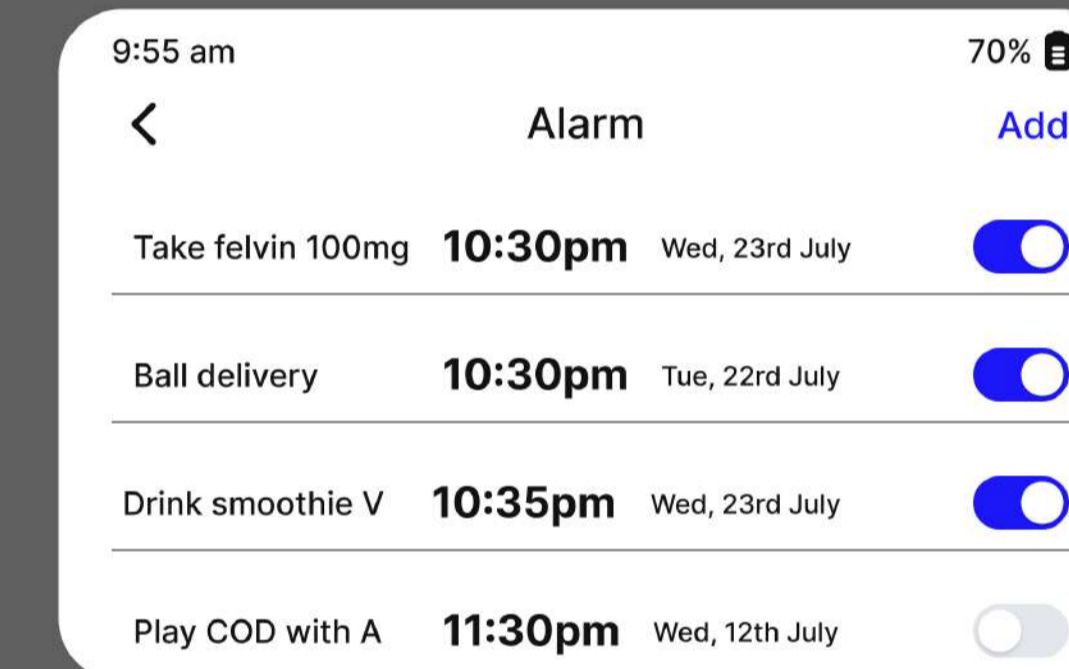 9:55 am 70%
Alarm Add
Take felvin 100mg 10:30pm Wed, 23rd July
Ball delivery 10:30pm Tue, 22rd July
Drink smoothie V 10:35pm Wed, 23rd July
Play COD with A 11:30pm Wed, 12th July